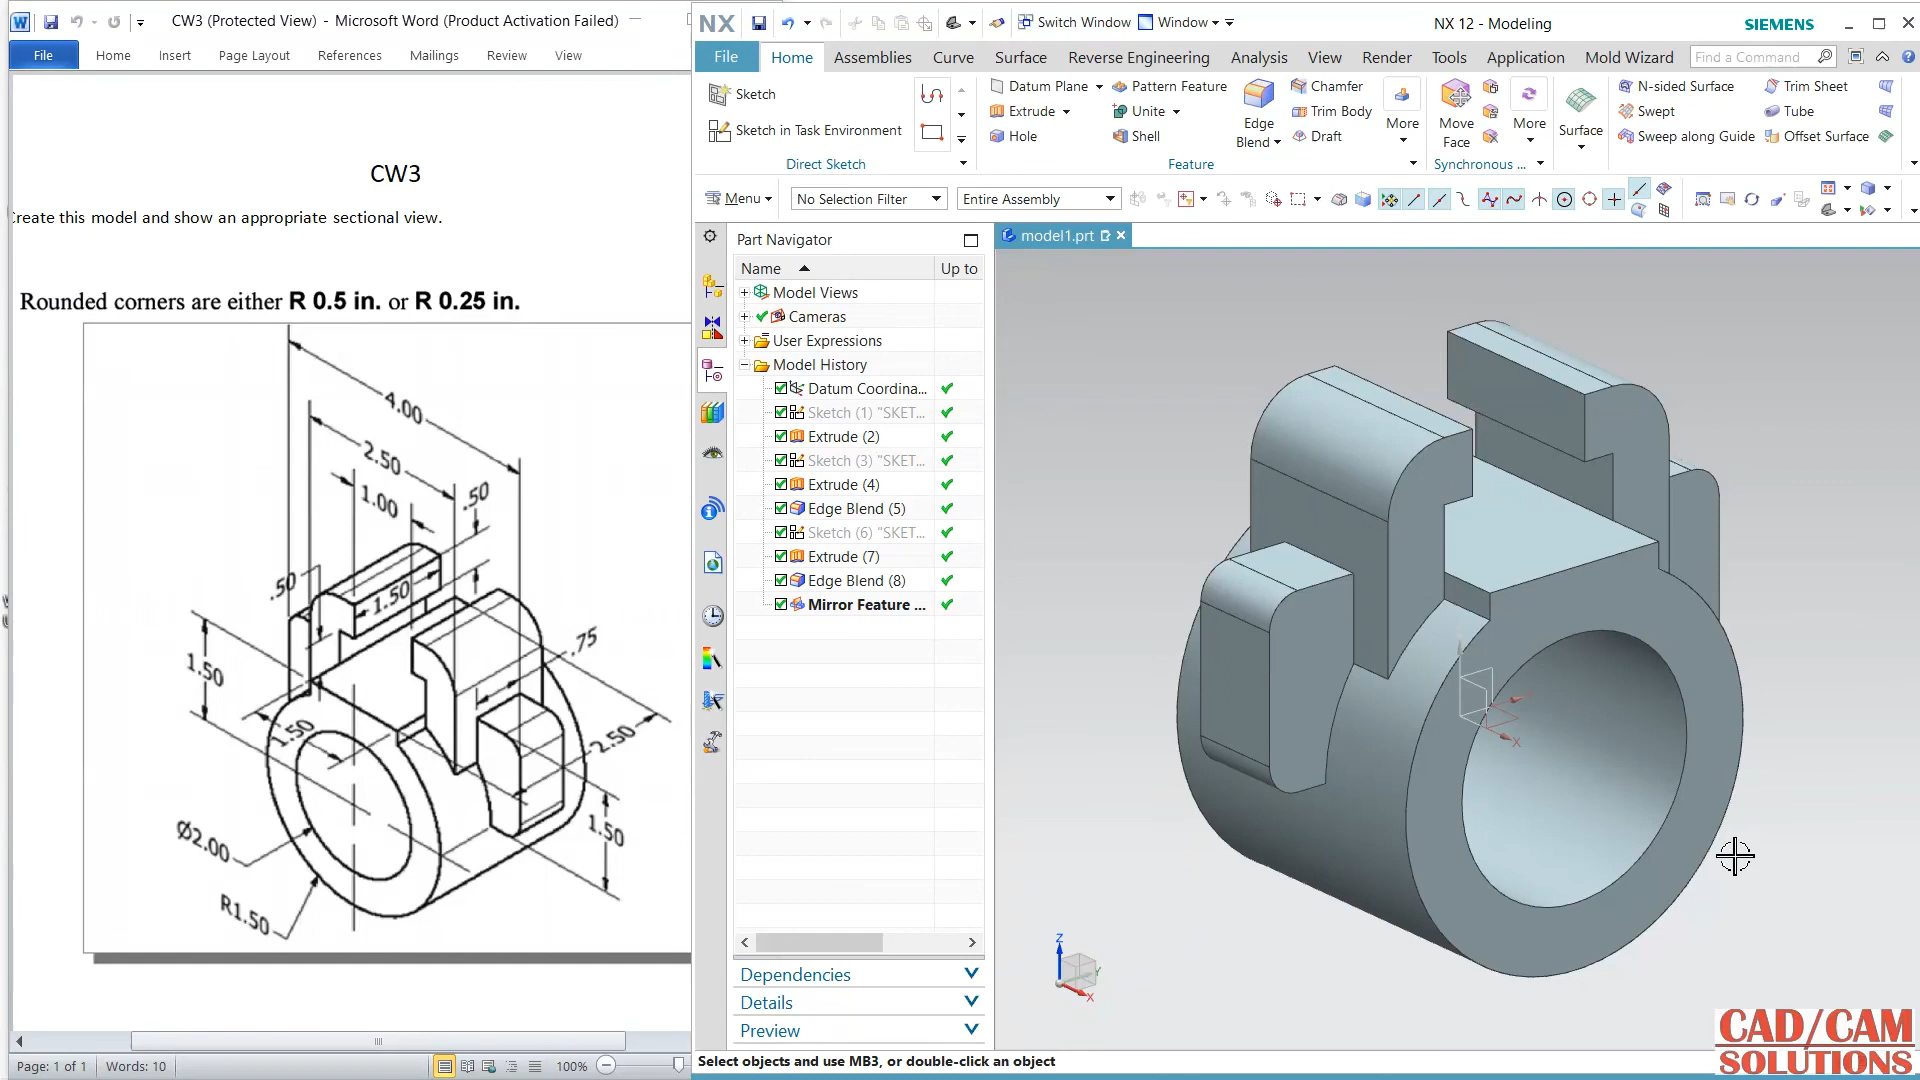 CW3 (Protected View) - Microsoft Word (Product Activation Failed)
File Home Insert Page Layout References Mailings Review View
CW3
Create this model and show an appropriate sectional view.
Rounded corners are either R 0.5 in. or R 0.25 in.
4.00
2.50
.50
1.00
.50
1.50
.75
1.50
1.50
2.50
Ø2.00
1.50
R1.50
Page: 1 of 1 Words: 10 100%
NX Switch Window Window NX 12 - Modeling SIEMENS
File Home Assemblies Curve Surface Reverse Engineering Analysis View Render Tools Application Mold Wizard Find a Command
Sketch
Sketch in Task Environment
Direct Sketch
Datum Plane Pattern Feature Chamfer
Extrude Unite Trim Body
Hole Shell Draft
Edge Blend
More
Feature
Move Face
More
Synchronous ...
Surface
N-sided Surface Trim Sheet
Swept Tube
Sweep along Guide Offset Surface
Menu No Selection Filter Entire Assembly
Part Navigator
Name Up to
Model Views
Cameras
User Expressions
Model History
Datum Coordina...
Sketch (1) "SKET...
Extrude (2)
Sketch (3) "SKET...
Extrude (4)
Edge Blend (5)
Sketch (6) "SKET...
Extrude (7)
Edge Blend (8)
Mirror Feature ...
Dependencies
Details
Preview
model1.prt
X
Z
Y
X
Select objects and use MB3, or double-click an object
CAD/CAM
SOLUTIONS